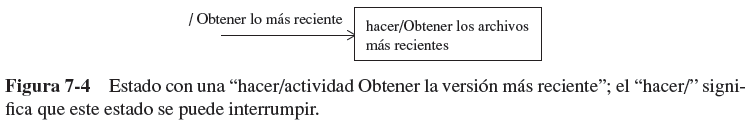 / Obtener lo más reciente
hacer/Obtener los archivos
más recientes
Figura 7-4 Estado con una “hacer/actividad Obtener la versión más reciente”; el “hacer/” signi-
fica que este estado se puede interrumpir.